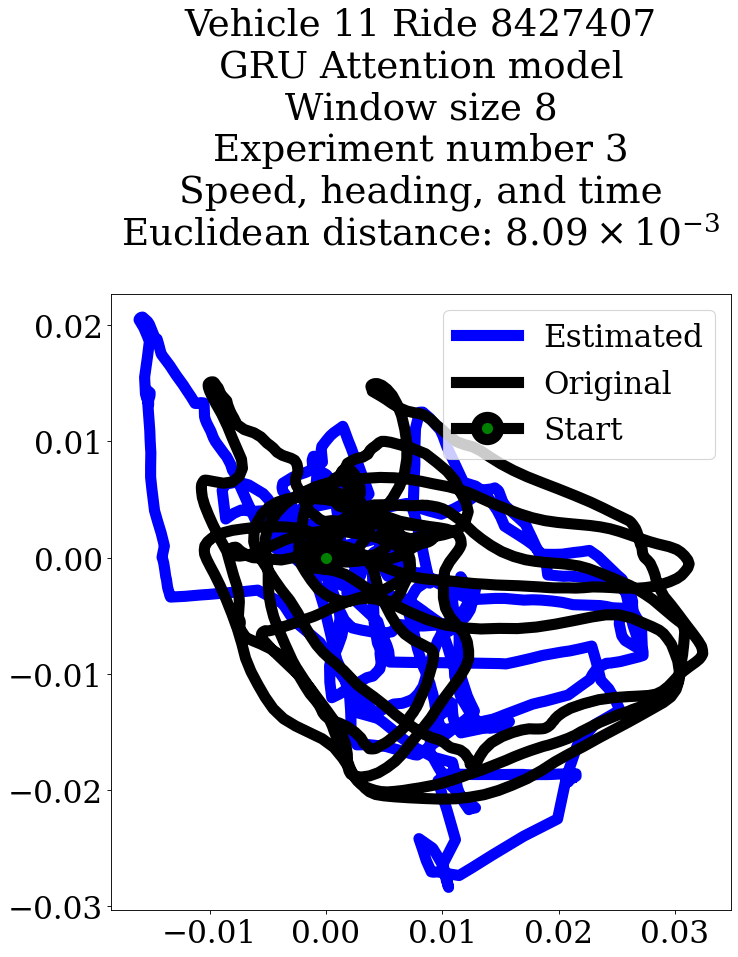 Vehicle 11 Ride 8427407
GRU Attention model
Window size 8
Experiment number 3
Speed, heading, and time
Euclidean distance: 8.09 × 10⁻³
Estimated
Original
Start
0.02
0.01
0.00
−0.01
−0.02
−0.03
−0.01 0.00 0.01 0.02 0.03